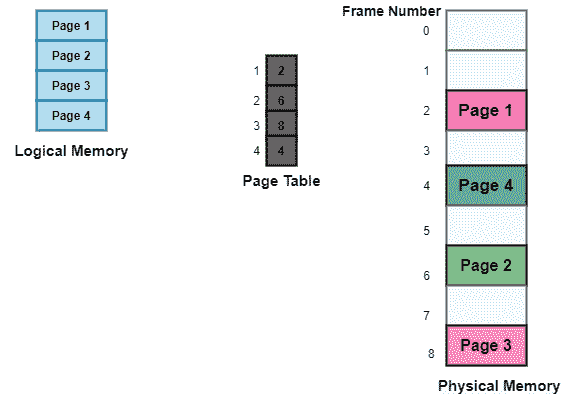 Page 1
Page 2
Page 3
Page 4
Logical Memory
1 2
2 6
3 8
4 4
Page Table
Frame Number
0
1
2 Page 1
3
4 Page 4
5
6 Page 2
7
8 Page 3
Physical Memory